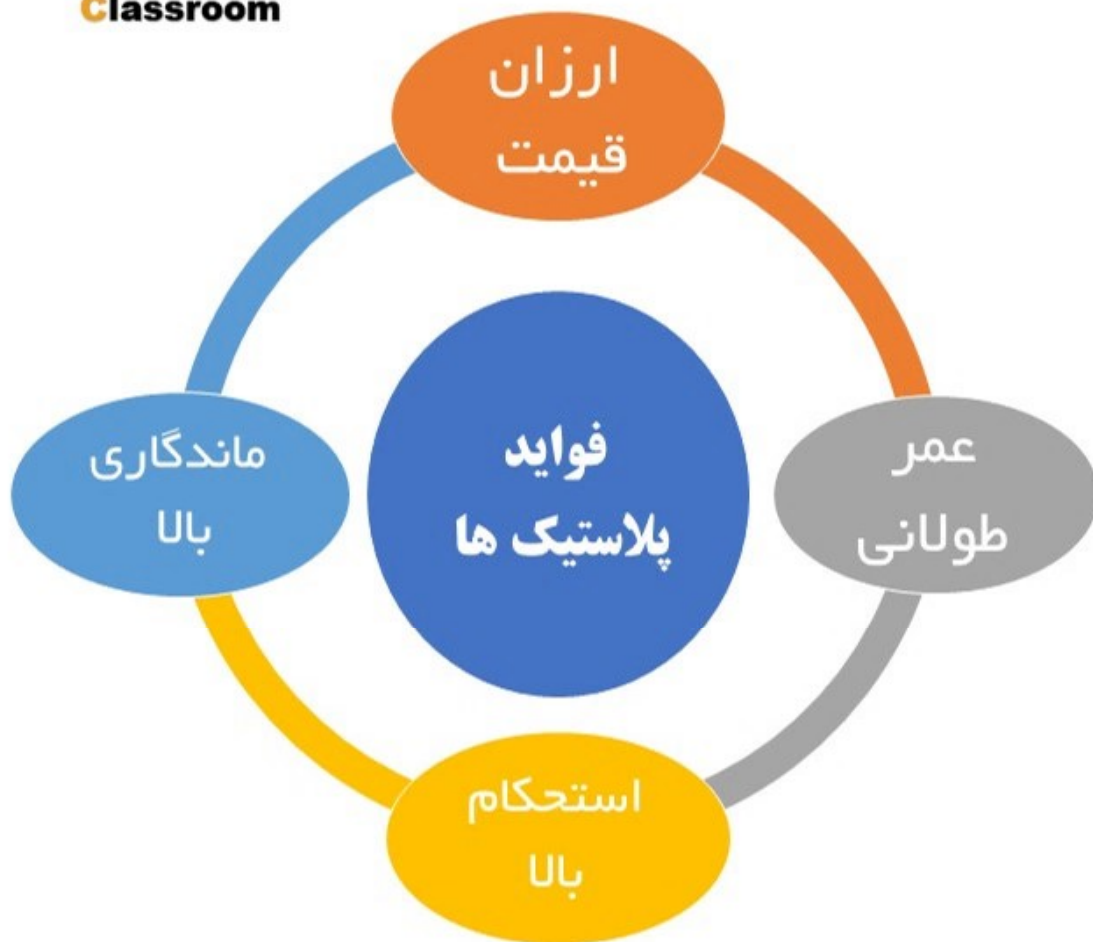 Classroom
ارزان
قیمت
عمر
طولانی
فواید
پلاستیک ها
ماندگاری
بالا
استحکام
بالا